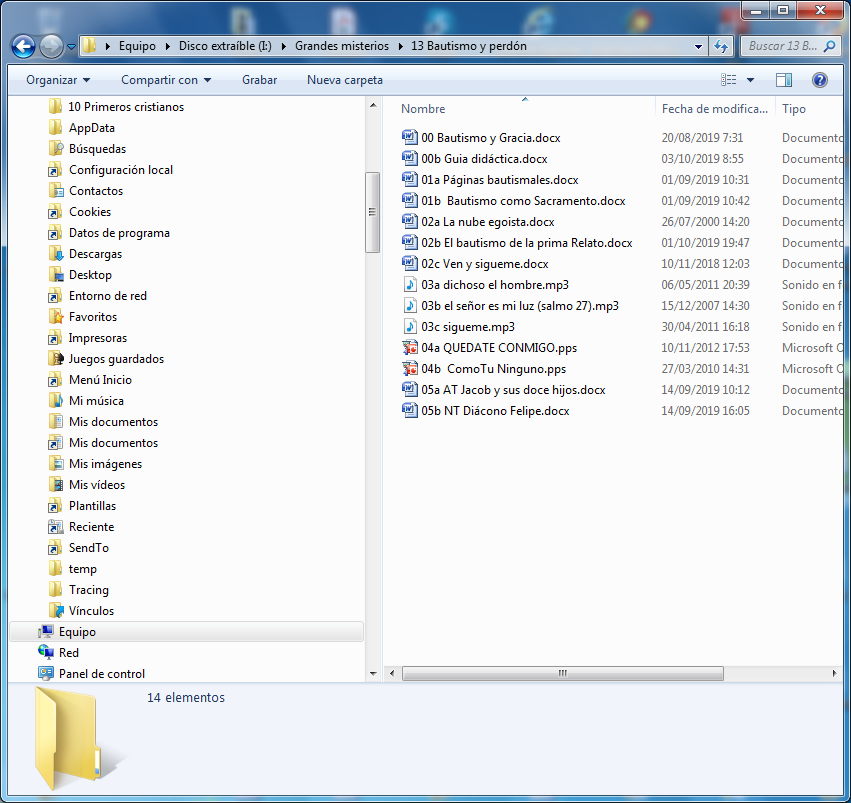 Equipo Disco extraíble (I:) Grandes misterios 13 Bautismo y perdón
Buscar 13 B...
Organizar Compartir con Grabar Nueva carpeta
10 Primeros cristianos
AppData
Búsquedas
Configuración local
Contactos
Cookies
Datos de programa
Descargas
Desktop
Entorno de red
Favoritos
Impresoras
Juegos guardados
Menú Inicio
Mi música
Mis documentos
Mis documentos
Mis imágenes
Mis vídeos
Plantillas
Reciente
SendTo
temp
Tracing
Vínculos
Equipo
Red
Panel de control
Nombre Fecha de modifica... Tipo
00 Bautismo y Gracia.docx 20/08/2019 7:31 Documento
00b Guia didáctica.docx 03/10/2019 8:55 Documento
01a Páginas bautismales.docx 01/09/2019 10:31 Documento
01b  Bautismo como Sacramento.docx 01/09/2019 10:42 Documento
02a La nube egoista.docx 26/07/2000 14:20 Documento
02b El bautismo de la prima Relato.docx 01/10/2019 19:47 Documento
02c Ven y sigueme.docx 10/11/2018 12:03 Documento
03a dichoso el hombre.mp3 06/05/2011 20:39 Sonido en f
03b el señor es mi luz (salmo 27).mp3 15/12/2007 14:30 Sonido en f
03c sigueme.mp3 30/04/2011 16:18 Sonido en f
04a QUEDATE CONMIGO.pps 10/11/2012 17:53 Microsoft O
04b  ComoTu Ninguno.pps 27/03/2010 14:31 Microsoft O
05a AT Jacob y sus doce hijos.docx 14/09/2019 10:12 Documento
05b NT Diácono Felipe.docx 14/09/2019 16:05 Documento
14 elementos